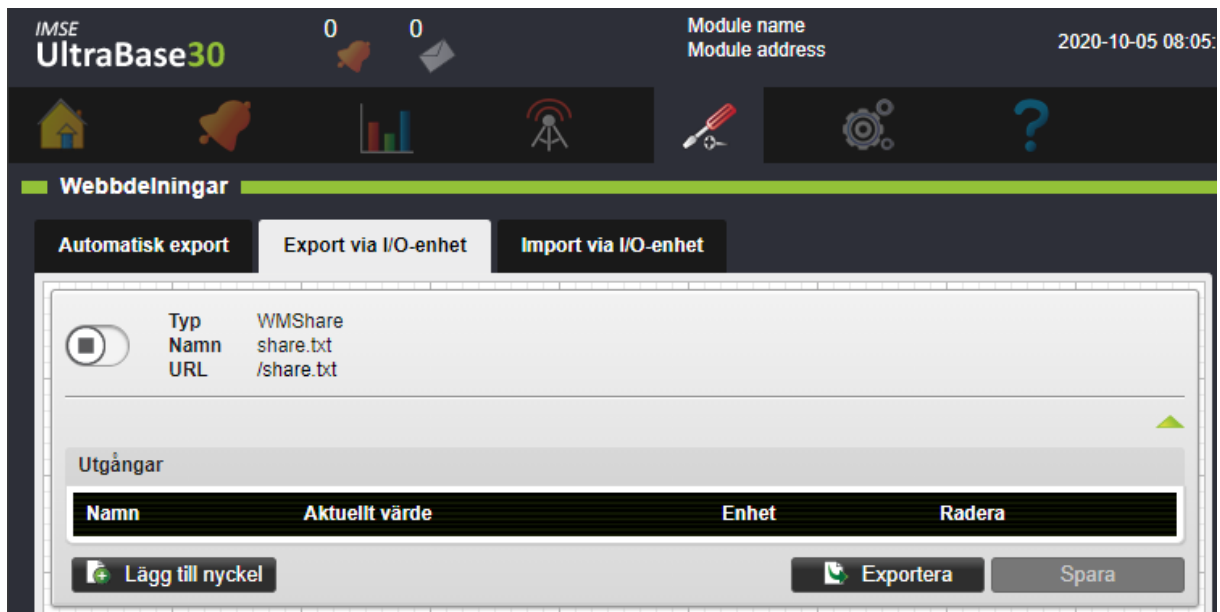 IMSE
UltraBase30
0 0
Module name
Module address
2020-10-05 08:05:
Webbdelningar
Automatisk export Export via I/O-enhet Import via I/O-enhet
Typ WMShare
Namn share.txt
URL /share.txt
Utgångar
Namn Aktuellt värde Enhet Radera
Lägg till nyckel Exportera Spara